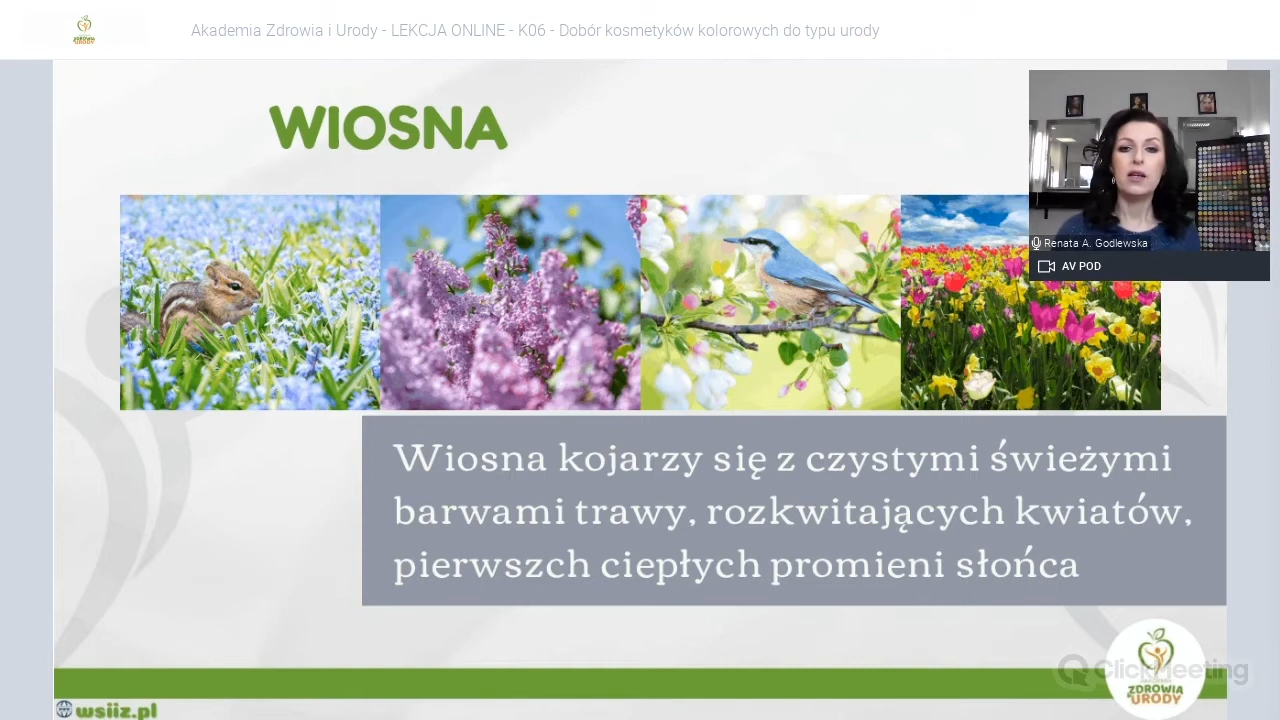 Akademia Zdrowia i Urody - LEKCJA ONLINE - K06 - Dobór kosmetyków kolorowych do typu urody
WIOSNA
Renata A. Godlewska
AV POD
Wiosna kojarzy się z czystymi świeżymi
barwami trawy, rozkwitających kwiatów,
pierwszch ciepłych promieni słońca
ClickMeeting
ZDROWIA
URODY
wsiiz.pl